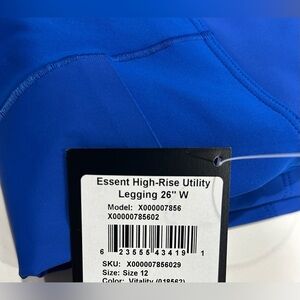 Essent High-Rise Utility
Legging 26" W
Model: X000007856
X00000785602
6 23555 43419 1
SKU: X000007856029
Size: Size 12
Color: Vitality (018562)